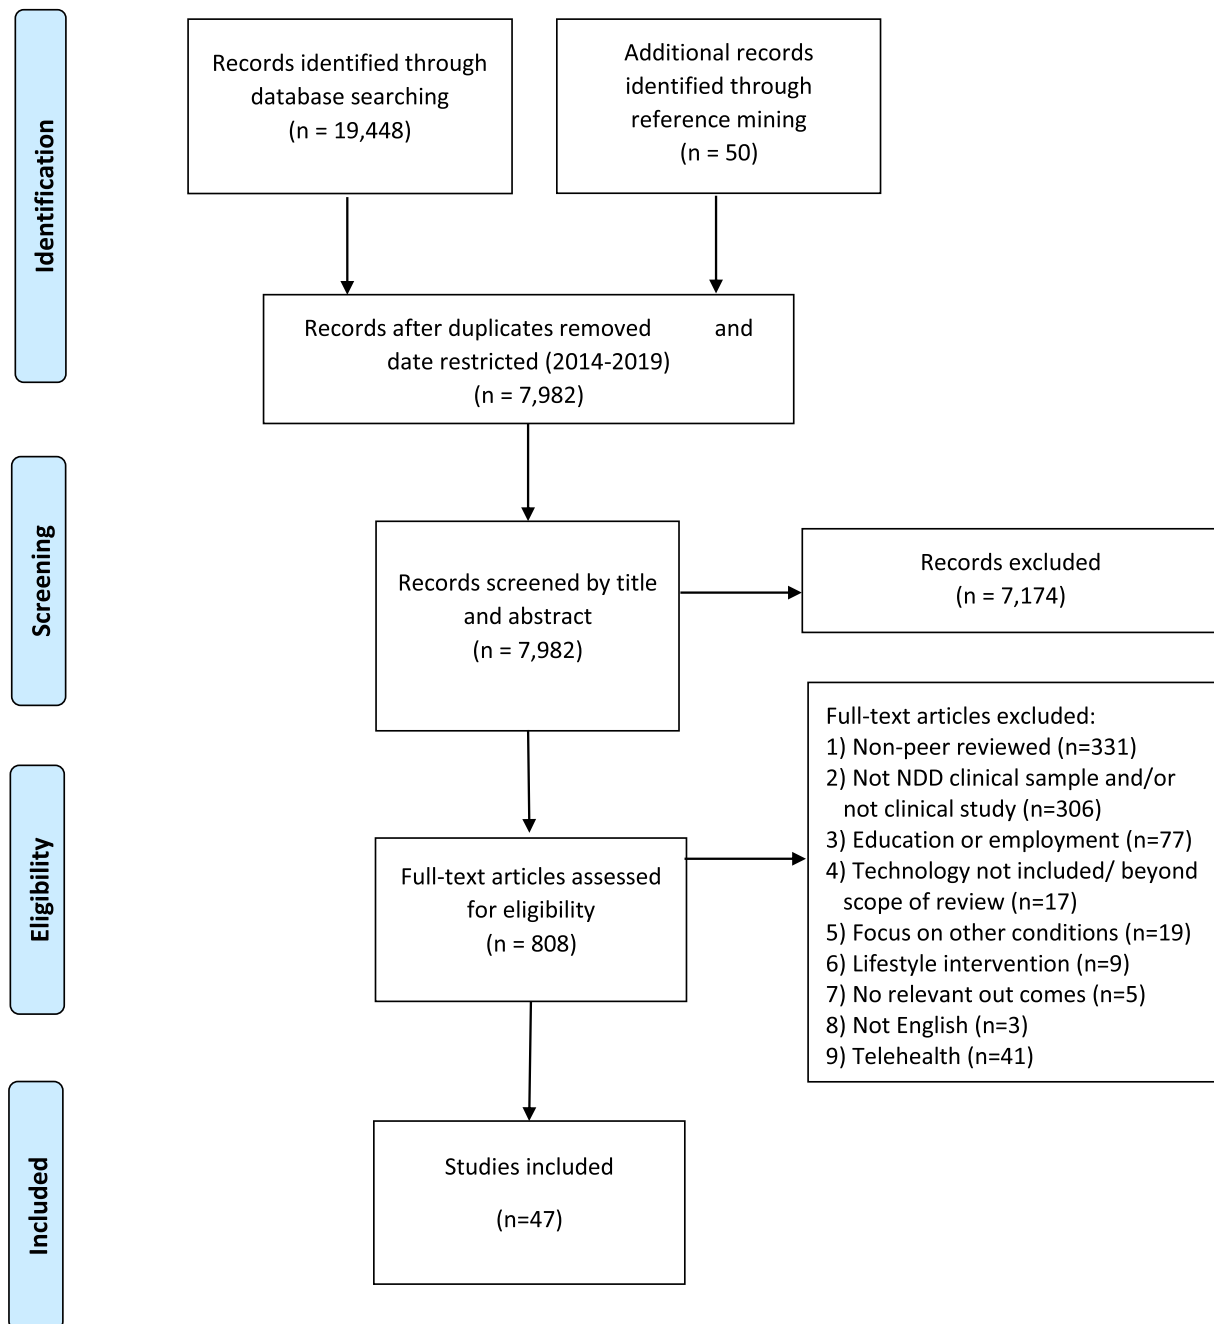 Identification
Records identified through
database searching
(n = 19,448)
Additional records
identified through
reference mining
(n = 50)
Records after duplicates removed and
date restricted (2014-2019)
(n = 7,982)
Screening
Records screened by title
and abstract
(n = 7,982)
Records excluded
(n = 7,174)
Eligibility
Full-text articles assessed
for eligibility
(n = 808)
Full-text articles excluded:
1) Non-peer reviewed (n=331)
2) Not NDD clinical sample and/or
not clinical study (n=306)
3) Education or employment (n=77)
4) Technology not included/ beyond
scope of review (n=17)
5) Focus on other conditions (n=19)
6) Lifestyle intervention (n=9)
7) No relevant out comes (n=5)
8) Not English (n=3)
9) Telehealth (n=41)
Included
Studies included
(n=47)